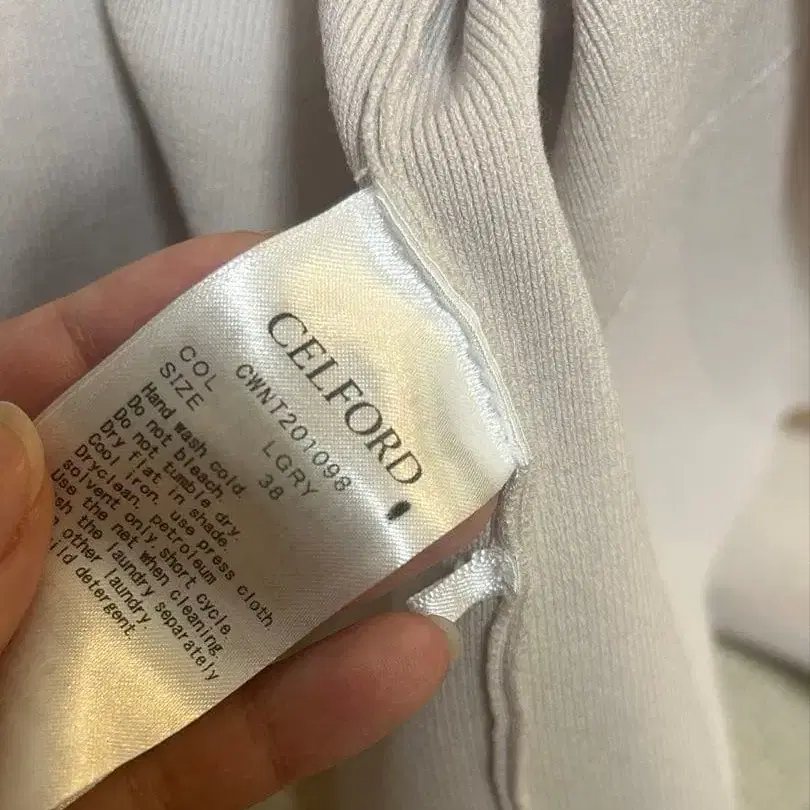 CELFORD
CWNT201098
COL LGRY
SIZE 38
Hand wash cold.
Do not bleach.
Do not tumble dry.
Dry flat in shade.
Cool iron, use press cloth.
Dryclean, petroleum
solvent only short cycle.
Use the net when cleaning.
the laundry separately
other laundry.
detergent.